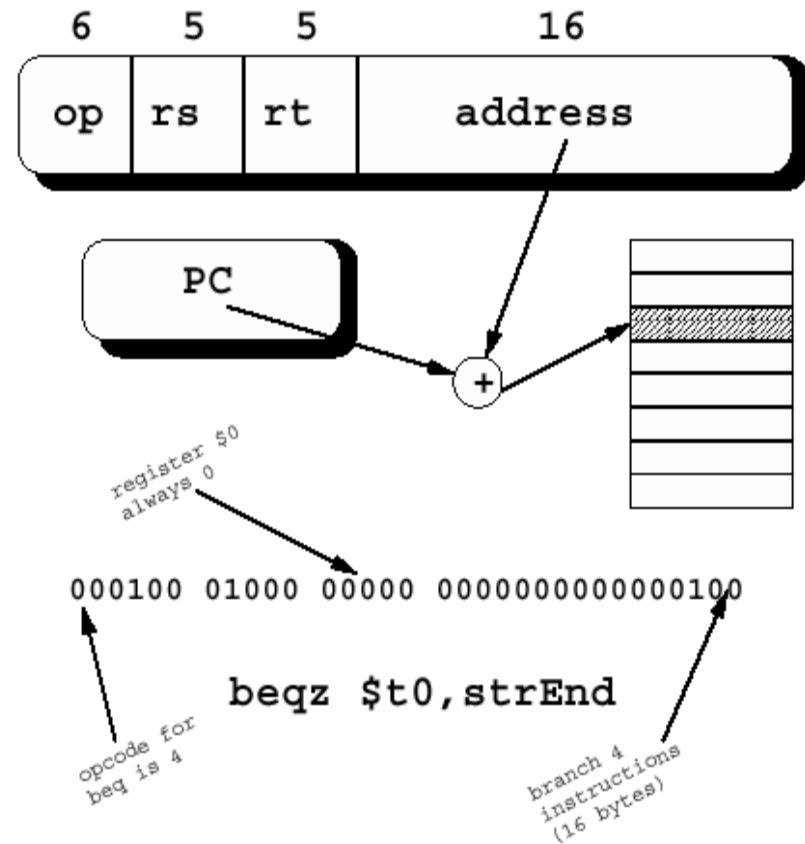 6 5 5 16
op rs rt address
PC
+
register $0
always 0
000100 01000 00000 0000000000000100
beqz $t0,strEnd
opcode for
beq is 4
branch 4
instructions
(16 bytes)